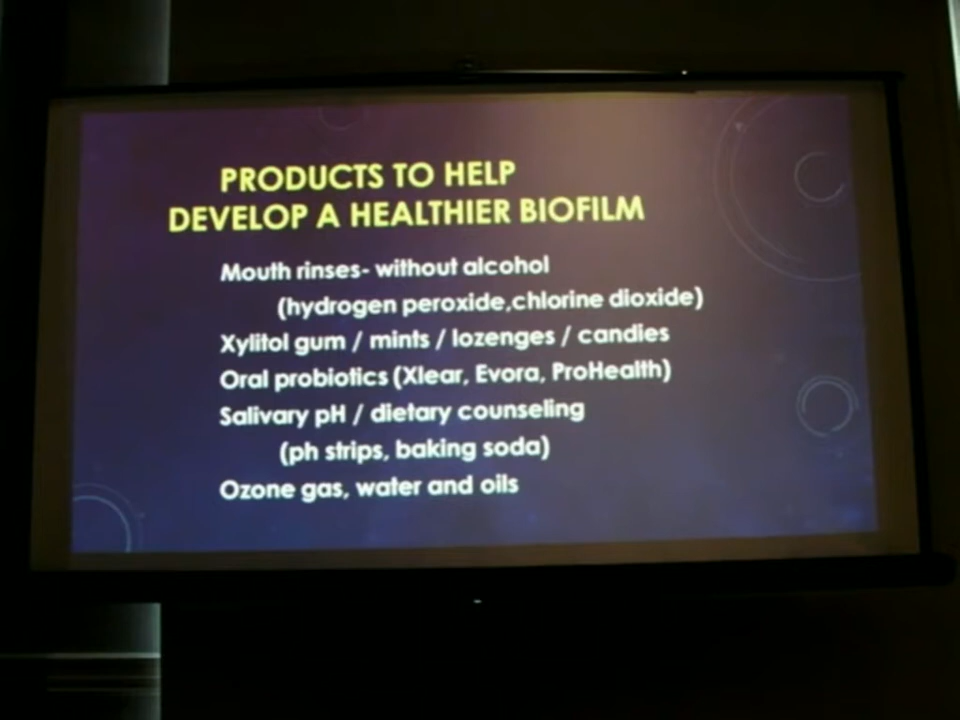 PRODUCTS TO HELP
DEVELOP A HEALTHIER BIOFILM
Mouth rinses- without alcohol
(hydrogen peroxide,chlorine dioxide)
Xylitol gum / mints / lozenges / candies
Oral probiotics (Xlear, Evora, ProHealth)
Salivary pH / dietary counseling
(ph strips, baking soda)
Ozone gas, water and oils